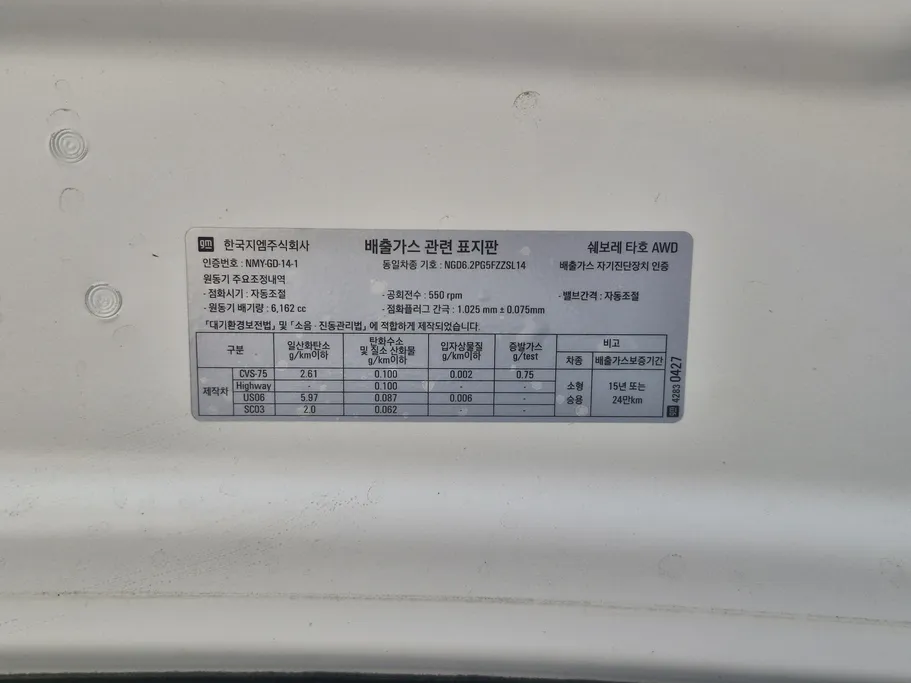 gm 한국지엠주식회사 배출가스 관련 표지판 쉐보레 타호 AWD
인증번호 : NMY-GD-14-1 동일차종 기호 : NGD6.2PG5FZZSL14 배출가스 자기진단장치 인증
원동기 주요조정내역
· 점화시기 : 자동조절 · 공회전수 : 550 rpm · 밸브간격 : 자동조절
· 원동기 배기량 : 6,162 cc · 점화플러그 간극 : 1.025 mm ± 0.075mm
「대기환경보전법」 및 「소음 · 진동관리법」 에 적합하게 제작되었습니다.
구분 일산화탄소 g/km이하 탄화수소 및 질소 산화물 g/km이하 입자상물질 g/km이하 증발가스 g/test 비고
차종 배출가스보증기간
제작차 CVS-75 2.61 0.100 0.002 0.75 소형 승용 15년 또는 24만km
Highway - 0.100 - -
US06 5.97 0.087 0.006 -
SC03 2.0 0.062 - -
gm 4283 0427